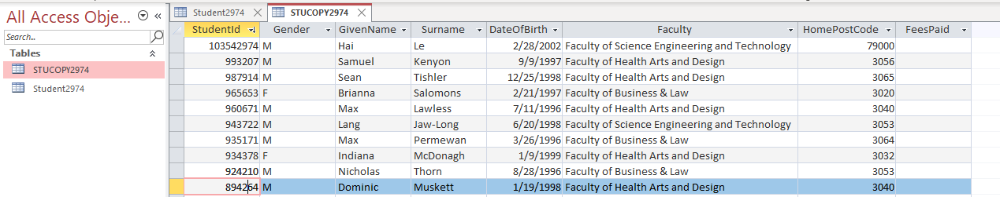 All Access Obje... «
Search...
Tables
STUCOPY2974
Student2974
Student2974 × STUCOPY2974 ×
StudentId Gender GivenName Surname DateOfBirth Faculty HomePostCode FeesPaid
103542974 M Hai Le 2/28/2002 Faculty of Science Engineering and Technology 79000
993207 M Samuel Kenyon 9/9/1997 Faculty of Health Arts and Design 3056
987914 M Sean Tishler 12/25/1998 Faculty of Health Arts and Design 3065
965653 F Brianna Salomons 2/21/1997 Faculty of Business & Law 3020
960671 M Max Lawless 7/11/1996 Faculty of Health Arts and Design 3040
943722 M Lang Jaw-Long 6/20/1998 Faculty of Science Engineering and Technology 3053
935171 M Max Permewan 3/26/1996 Faculty of Business & Law 3064
934378 F Indiana McDonagh 1/9/1999 Faculty of Health Arts and Design 3032
924210 M Nicholas Thorn 8/28/1996 Faculty of Business & Law 3053
894264 M Dominic Muskett 1/19/1998 Faculty of Health Arts and Design 3040